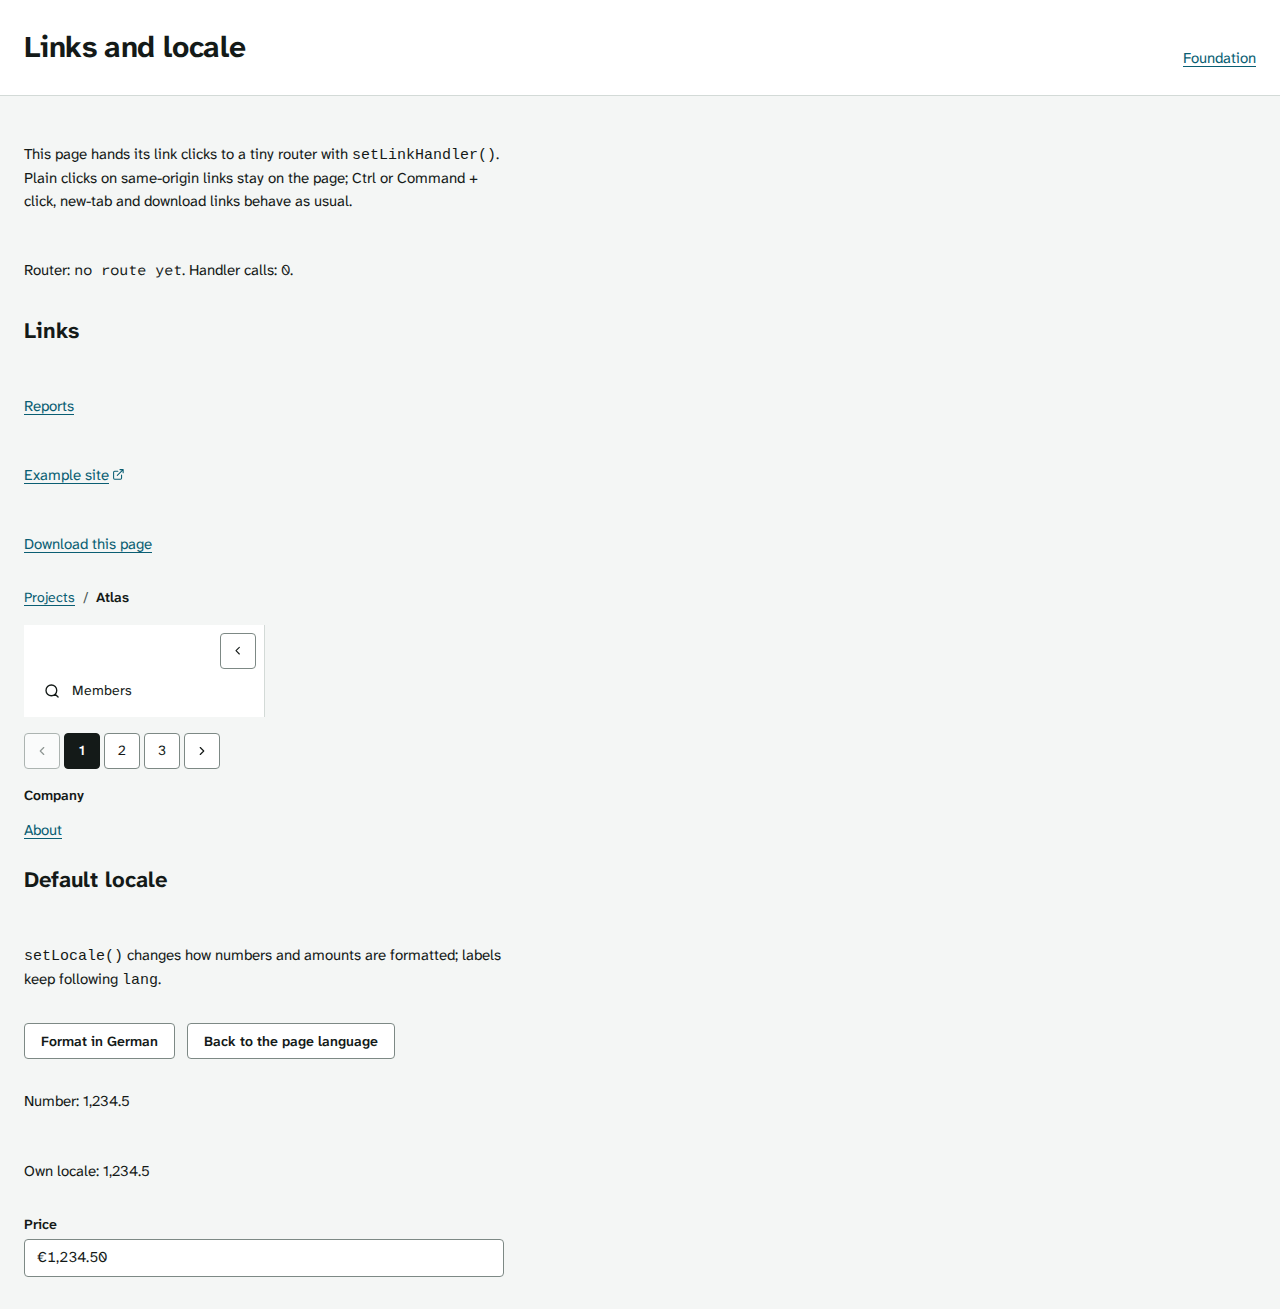 Links and locale
Foundation
This page hands its link clicks to a tiny router with setLinkHandler().
Plain clicks on same-origin links stay on the page; Ctrl or Command +
click, new-tab and download links behave as usual.
Router: no route yet. Handler calls: 0.
Links
Reports
Example site
Download this page
Projects / Atlas
Members
1 2 3
Company
About
Default locale
setLocale() changes how numbers and amounts are formatted; labels
keep following lang.
Format in German Back to the page language
Number: 1,234.5
Own locale: 1,234.5
Price
€1,234.50